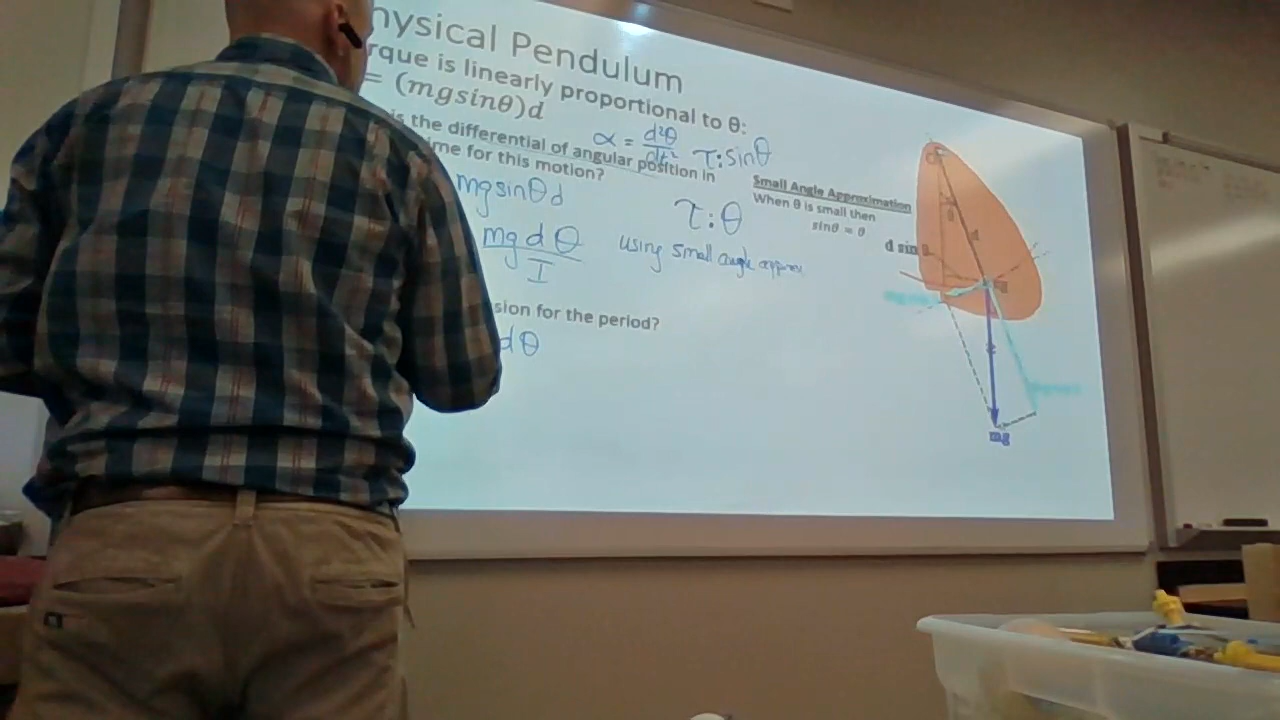 hysical Pendulum
rque is linearly proportional to θ:
= (mgsinθ)d
is the differential of angular position in
me for this motion?
α = d²θ/dt² τ:sinθ
mgsinθd
τ:θ
Small Angle Approximation
When θ is small then
sinθ ≈ θ
mgdθ/I
using small angle approx
d sin θ
d
θ
sion for the period?
dθ
mg